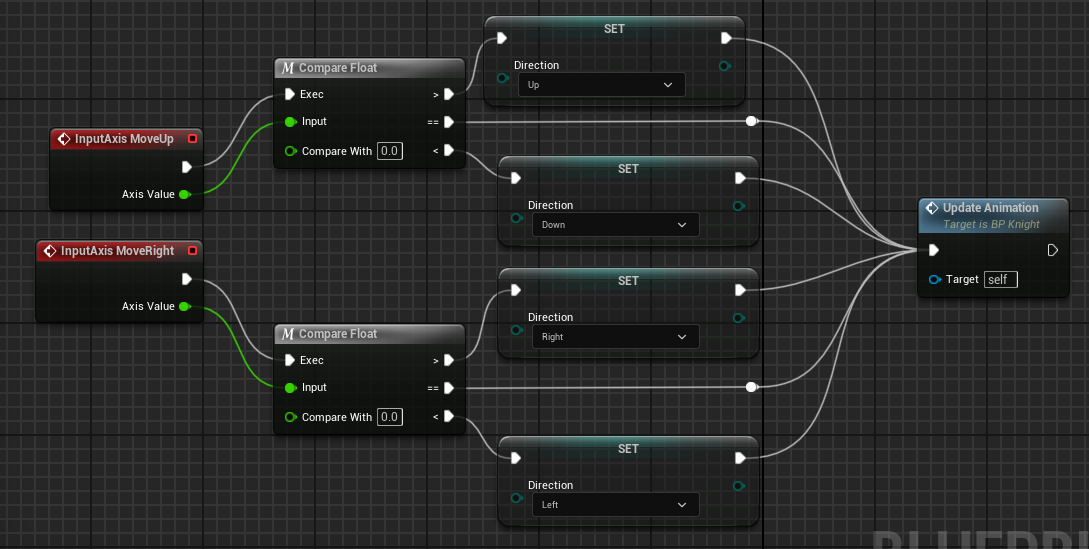 SET
Direction
Up
Compare Float
Exec >
Input ==
Compare With 0.0 <
InputAxis MoveUp
Axis Value
SET
Direction
Down
Update Animation
Target is BP Knight
Target self
InputAxis MoveRight
Axis Value
SET
Direction
Right
Compare Float
Exec >
Input ==
Compare With 0.0 <
SET
Direction
Left